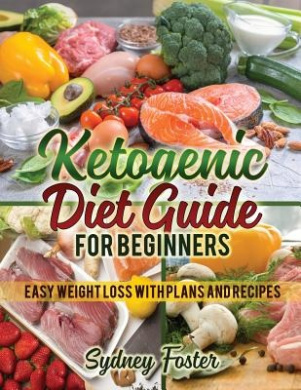 Ketogenic
Diet Guide
FOR BEGINNERS
EASY WEIGHT LOSS WITH PLANS AND RECIPES
Sydney Foster